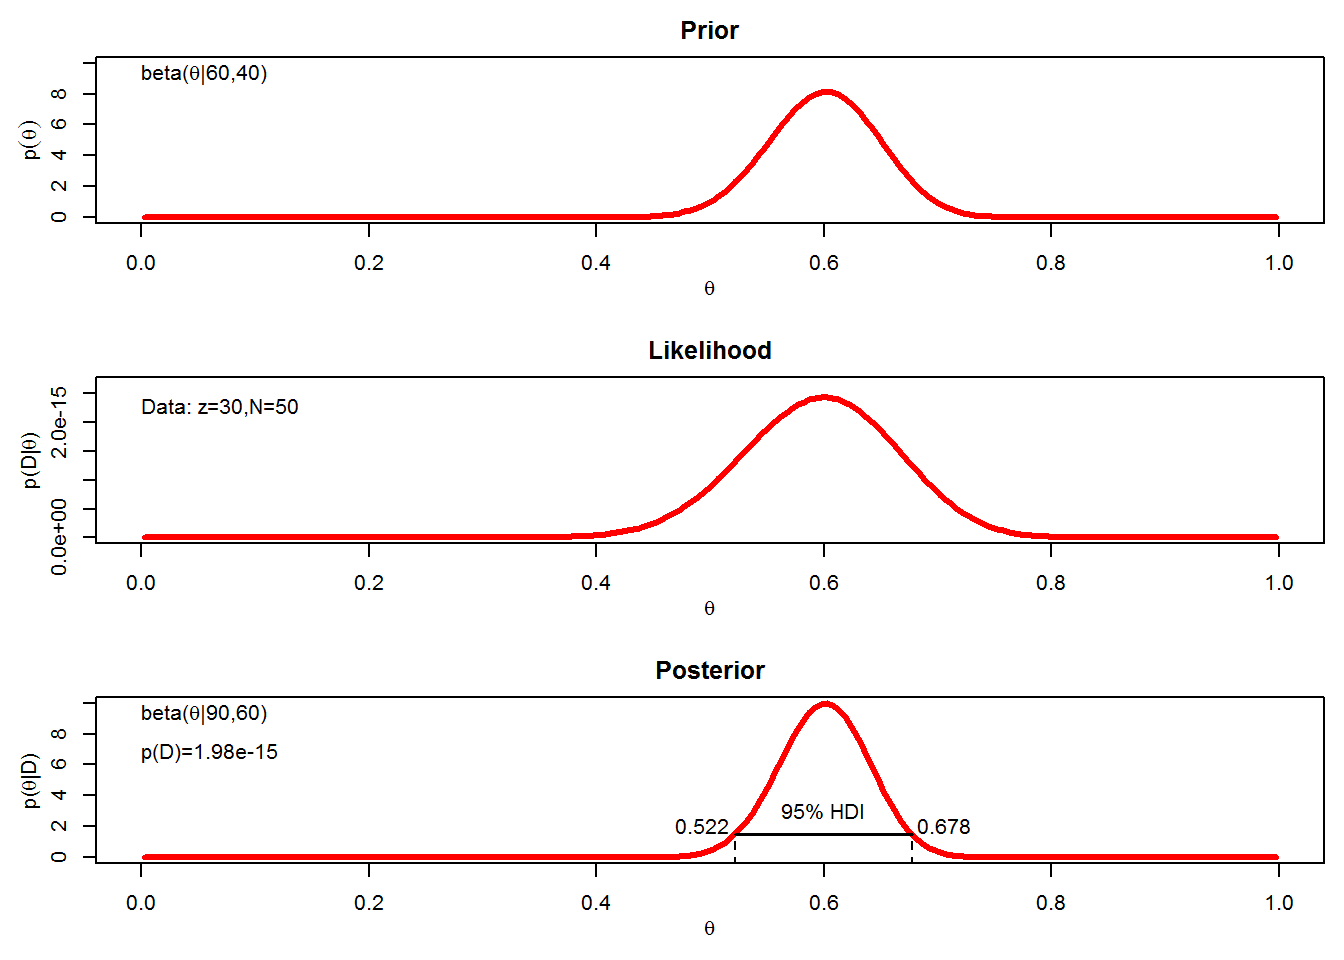 Prior
beta(θ|60,40)
p(θ)
0 2 4 6 8
0.0 0.2 0.4 0.6 0.8 1.0
θ
Likelihood
Data: z=30,N=50
p(D|θ)
0.0e+00 2.0e-15
0.0 0.2 0.4 0.6 0.8 1.0
θ
Posterior
beta(θ|90,60)
p(D)=1.98e-15
p(θ|D)
0 2 4 6 8
95% HDI
0.522 0.678
0.0 0.2 0.4 0.6 0.8 1.0
θ